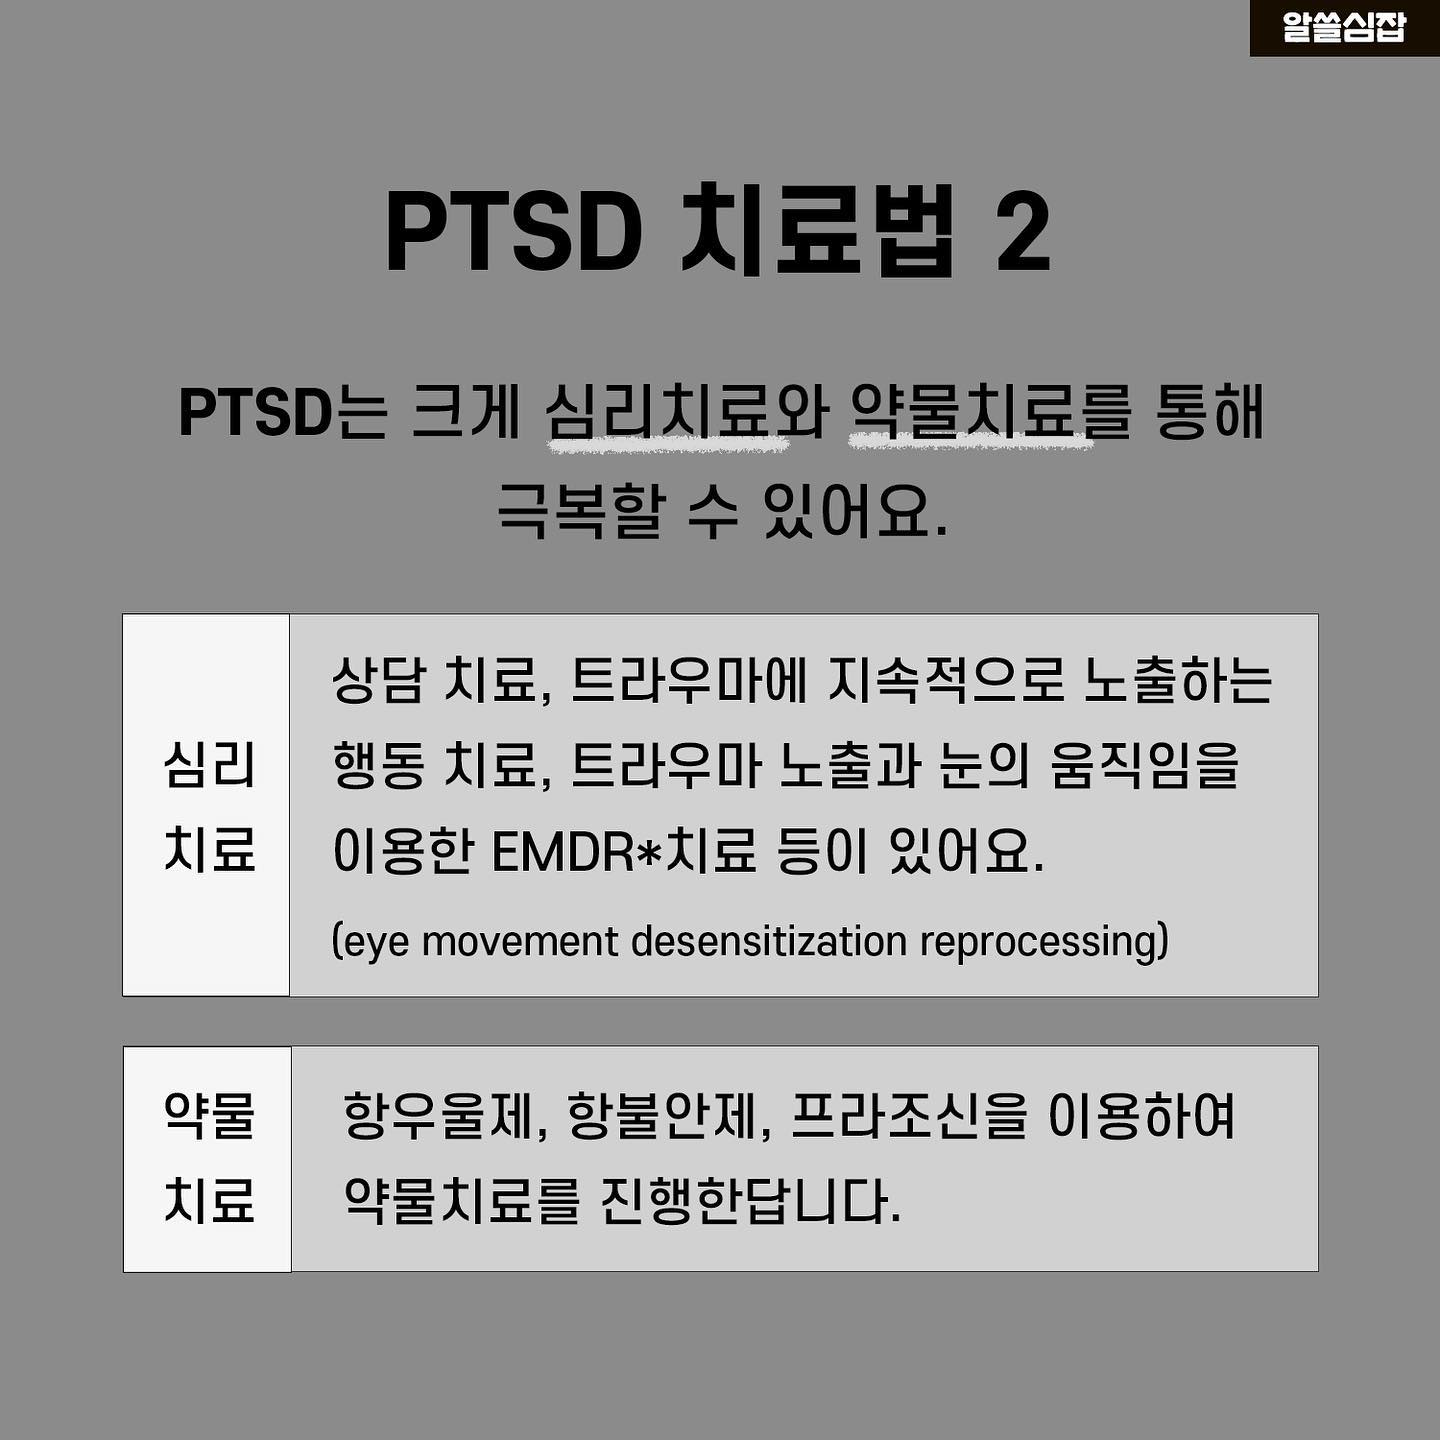 알쓸심잡
PTSD 치료법 2
PTSD는 크게 심리치료와 약물치료를 통해
극복할 수 있어요.
심리
치료
상담 치료, 트라우마에 지속적으로 노출하는
행동 치료, 트라우마 노출과 눈의 움직임을
이용한 EMDR*치료 등이 있어요.
(eye movement desensitization reprocessing)
약물
치료
항우울제, 항불안제, 프라조신을 이용하여
약물치료를 진행한답니다.